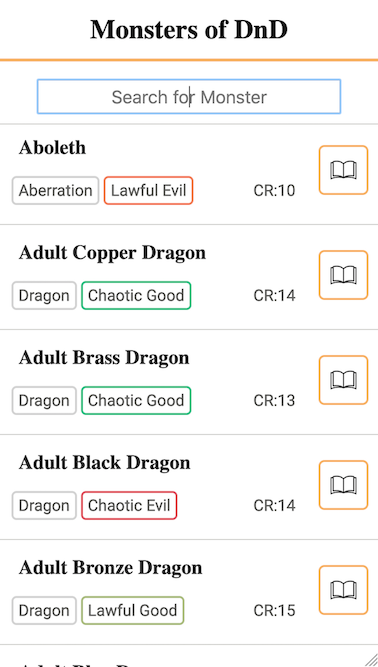 Monsters of DnD
Search for Monster
Aboleth
Aberration Lawful Evil CR:10
Adult Copper Dragon
Dragon Chaotic Good CR:14
Adult Brass Dragon
Dragon Chaotic Good CR:13
Adult Black Dragon
Dragon Chaotic Evil CR:14
Adult Bronze Dragon
Dragon Lawful Good CR:15